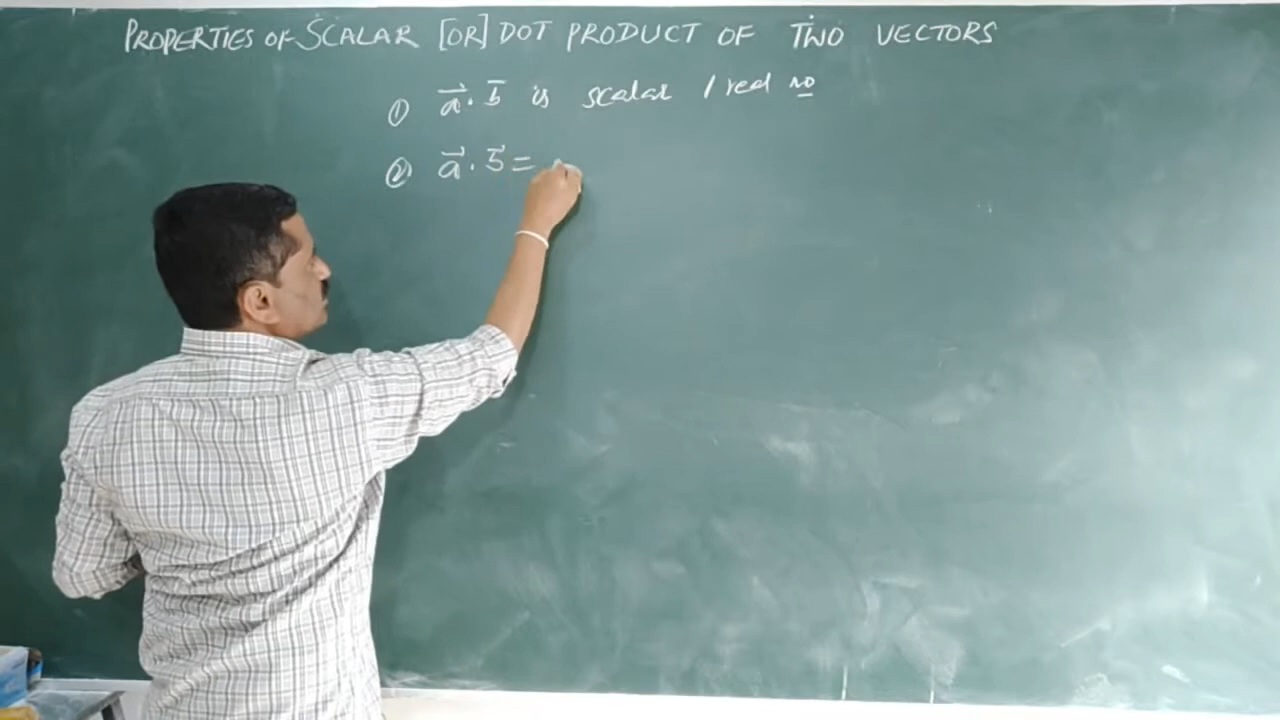 PROPERTIES OF SCALAR [OR] DOT PRODUCT OF TWO VECTORS
① a⃗ . b⃗ is scalar / real no
② a⃗ . b⃗ =